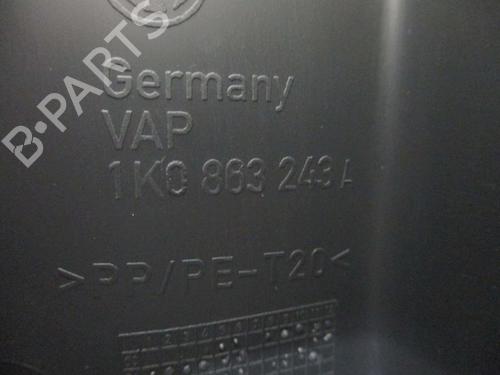 Germany
VAP
1K0 863 243 A
>PP/PE-T20<
B-PARTS